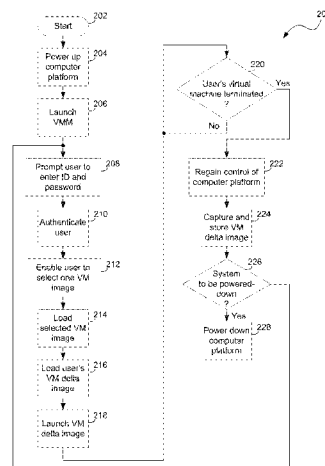 202
Start
204
Power up
computer
platform
206
Launch
VMM
208
Prompt user to
enter ID and
password
210
Authenticate
user
212
Enable user to
select one VM
image
214
Load
selected VM
image
216
Load user's
VM delta
image
218
Launch VM
delta image
20
220
User's virtual
machine terminated
?
Yes
No
222
Regain control of
computer platform
224
Capture and
store VM
delta image
226
System
to be powered-
down
?
Yes
228
Power down
computer
platform